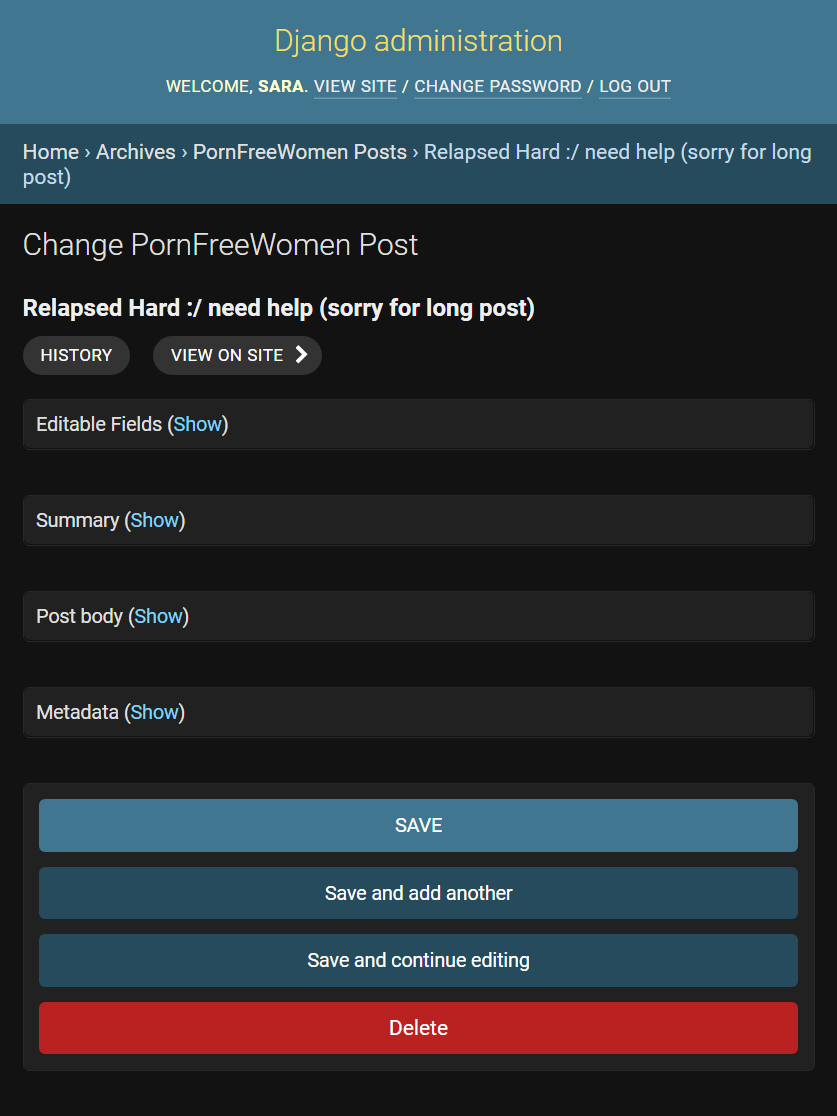 Django administration
WELCOME, SARA. VIEW SITE / CHANGE PASSWORD / LOG OUT
Home › Archives › PornFreeWomen Posts › Relapsed Hard :/ need help (sorry for long
post)
Change PornFreeWomen Post
Relapsed Hard :/ need help (sorry for long post)
HISTORY VIEW ON SITE
Editable Fields (Show)
Summary (Show)
Post body (Show)
Metadata (Show)
SAVE
Save and add another
Save and continue editing
Delete